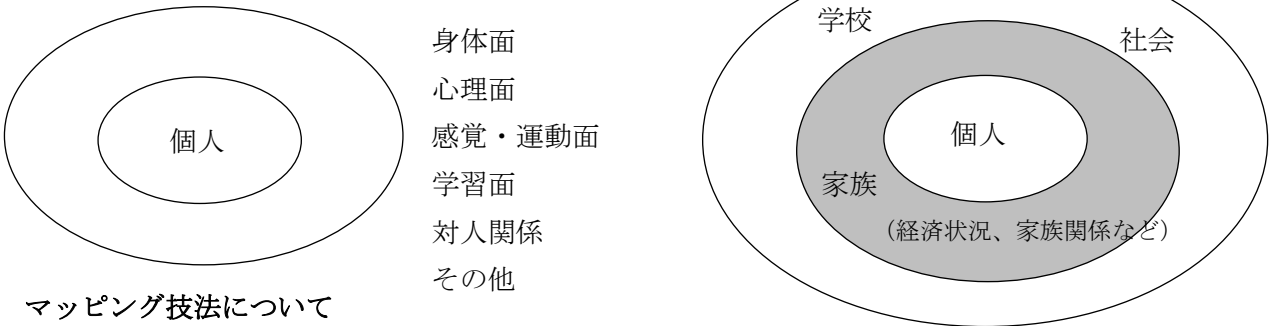 個人
身体面
心理面
感覚・運動面
学習面
対人関係
その他
マッピング技法について
学校
社会
個人
家族
（経済状況、家族関係など）